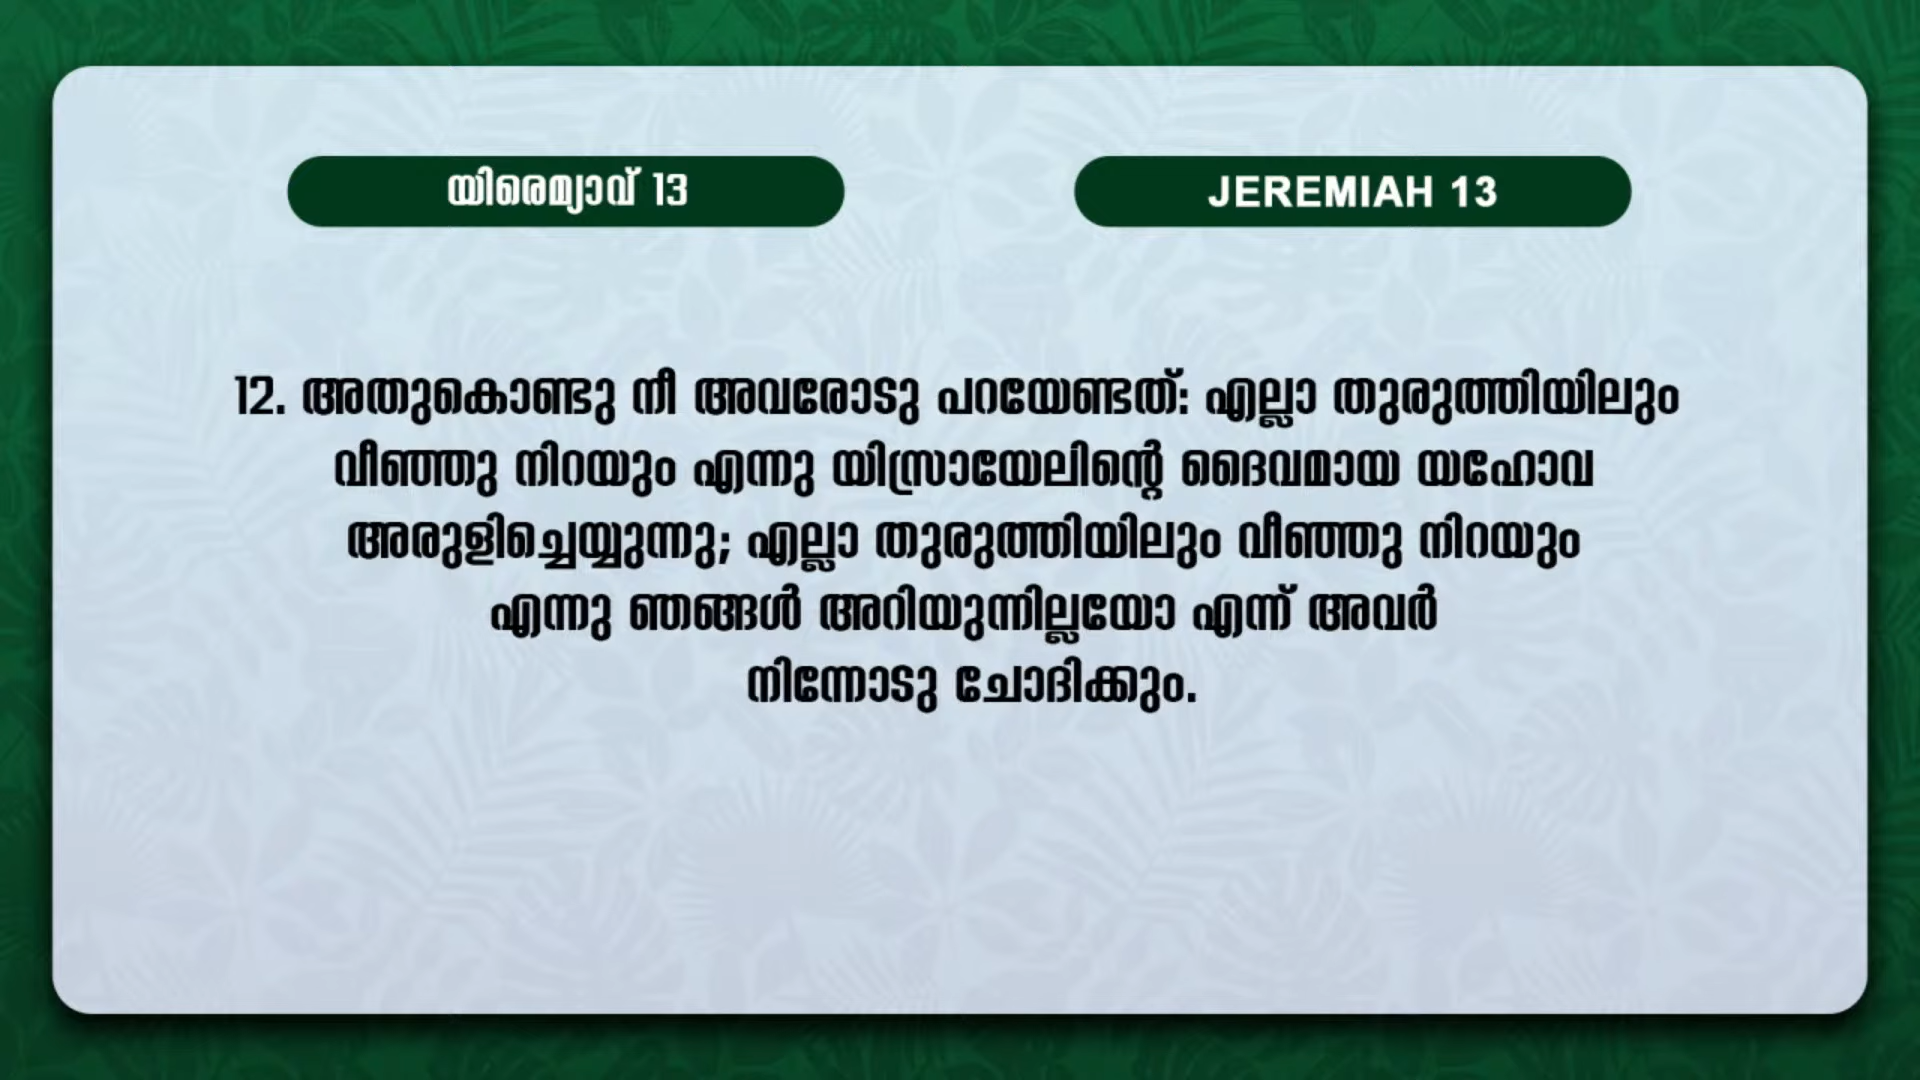 യിരെമ്യാവ് 13
JEREMIAH 13
12. അതുകൊണ്ടു നീ അവരോടു പറയേണ്ടത്: എല്ലാ തുരുത്തിയിലും
വീഞ്ഞു നിറയും എന്നു യിസ്രായേലിന്റെ ദൈവമായ യഹോവ
അരുളിച്ചെയ്യുന്നു; എല്ലാ തുരുത്തിയിലും വീഞ്ഞു നിറയും
എന്നു ഞങ്ങൾ അറിയുന്നില്ലയോ എന്ന് അവർ
നിന്നോടു ചോദിക്കും.